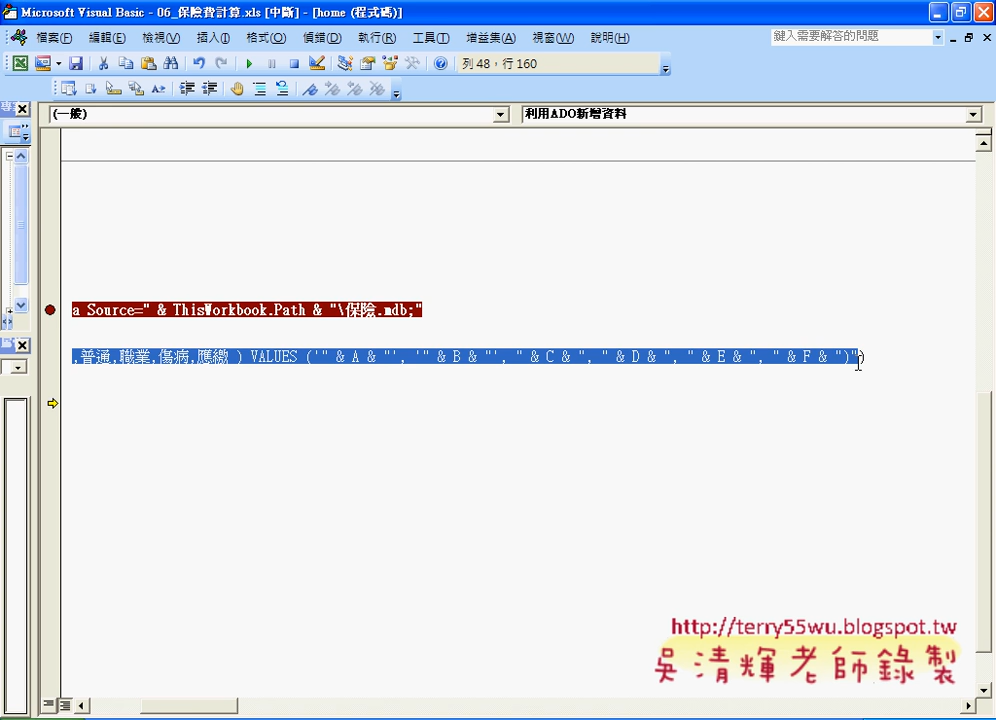 Microsoft Visual Basic - 06_保險費計算.xls [中斷] - [home (程式碼)]
檔案(F) 編輯(E) 檢視(V) 插入(I) 格式(O) 偵錯(D) 執行(R) 工具(T) 增益集(A) 視窗(W) 說明(H) 鍵入需要解答的問題
列 48，行 160
(一般) 利用ADO新增資料
a Source=" & ThisWorkbook.Path & "\保險.mdb;"
,普通,職業,傷病,應繳 ) VALUES ('" & A & "', '" & B & "', " & C & ", " & D & ", " & E & ", " & F & ")")
http://terry55wu.blogspot.tw
吳清輝老師錄製